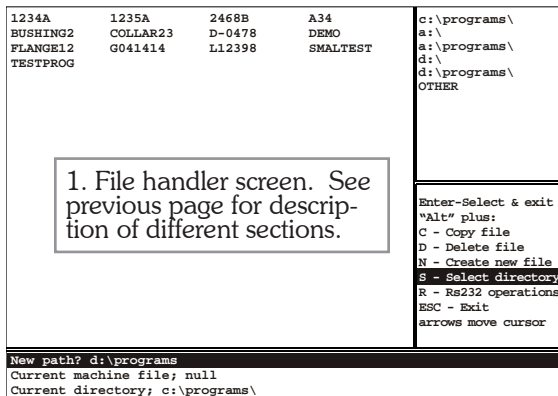 1234A 1235A 2468B A34
BUSHING2 COLLAR23 D-0478 DEMO
FLANGE12 G041414 L12398 SMALTEST
TESTPROG
c:\programs\
a:\
a:\programs\
d:\
d:\programs\
OTHER
1. File handler screen. See
previous page for descrip-
tion of different sections.
Enter-Select & exit
“Alt” plus:
C - Copy file
D - Delete file
N - Create new file
S - Select directory
R - Rs232 operations
ESC - Exit
arrows move cursor
New path? d:\programs
Current machine file; null
Current directory; c:\programs\